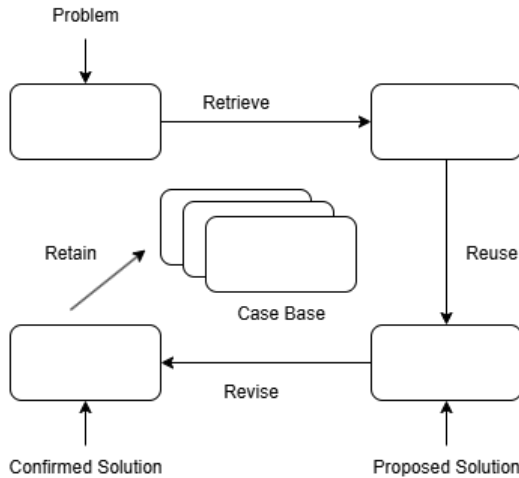 Problem
Retrieve
Retain
Reuse
Case Base
Revise
Confirmed Solution
Proposed Solution